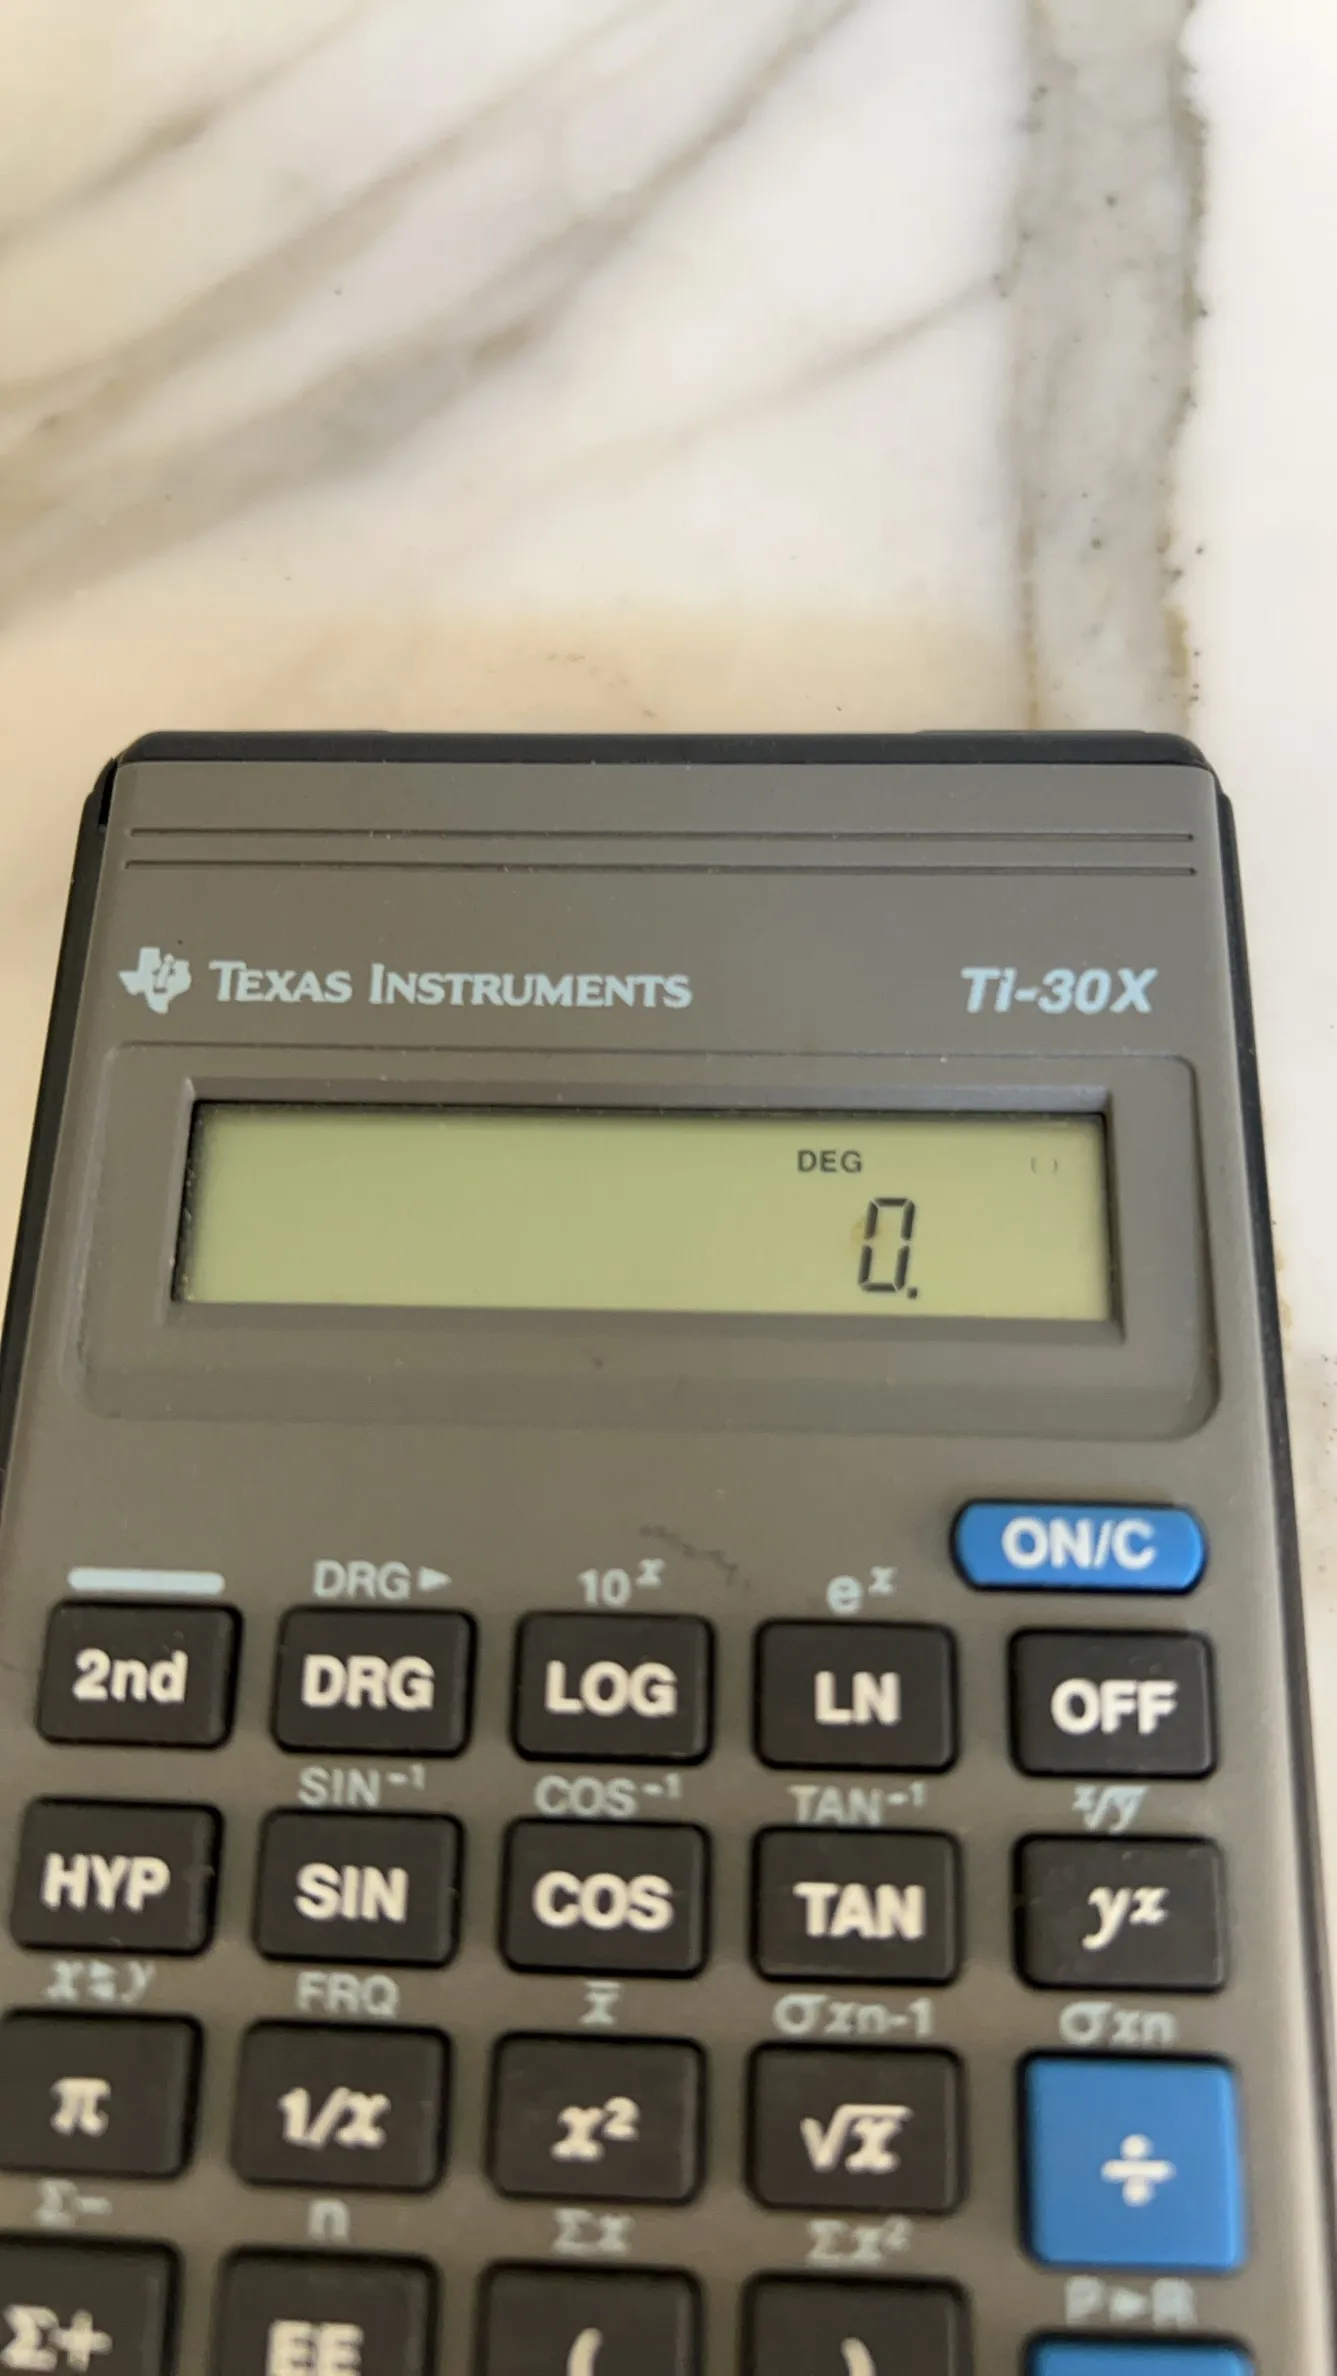 TEXAS INSTRUMENTS TI-30X
DEG ( )
0.
ON/C
DRG► 10ˣ eˣ
2nd DRG LOG LN OFF
SIN⁻¹ COS⁻¹ TAN⁻¹ ˣ√y
HYP SIN COS TAN yˣ
x⇆y FRQ x̄ σxn-1 σxn
π 1/x x² √x ÷
Σ- n Σx Σx²
P►R
Σ+ EE ( )